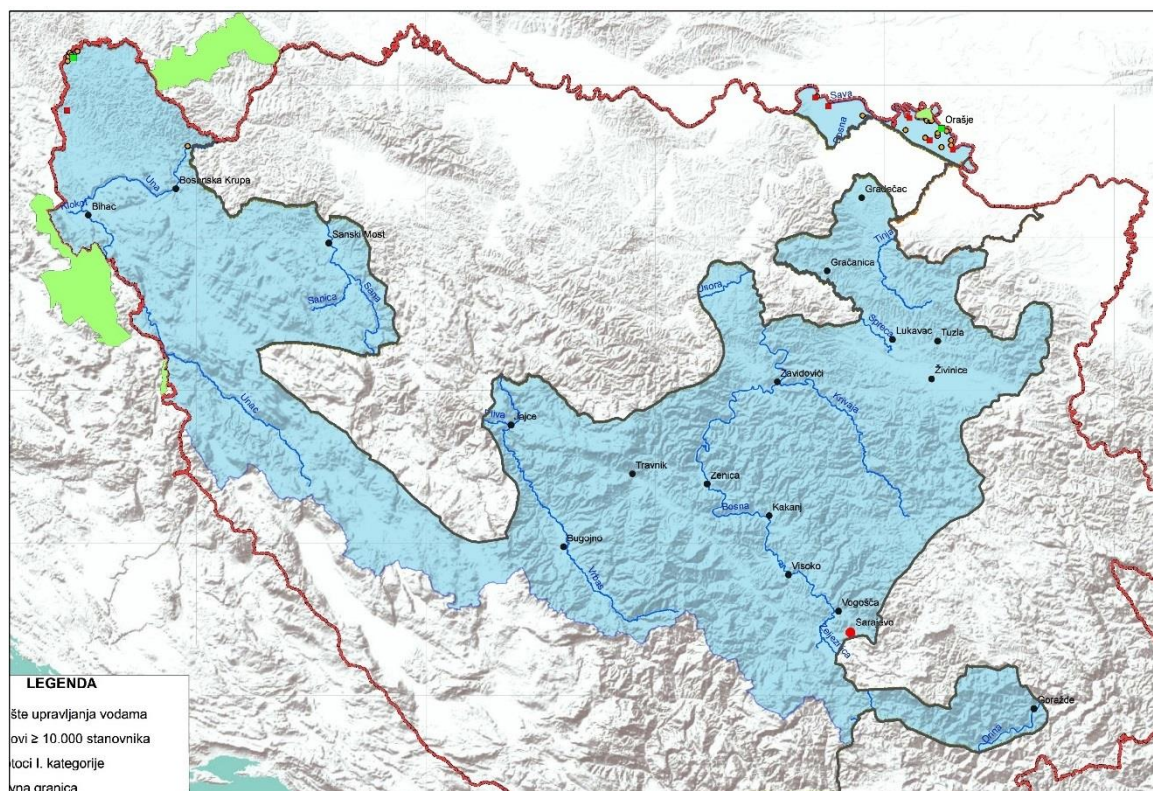 Sava
Bosna
Orašje
Una
Bosanska Krupa
Klokot
Bihac
Gradačac
Tinja
Sanski Most
Gračanica
Sanica
Sana
Usora
Spreča
Lukavac
Tuzla
Živinice
Zavidovići
Krivaja
Unac
Pliva
Jajce
Travnik
Zenica
Bosna
Kakanj
Bugojno
Vrbas
Visoko
Vogošća
Sarajevo
Željeznica
Goražde
Drina
LEGENDA
šte upravljanja vodama
ovi ≥ 10.000 stanovnika
toci I. kategorije
vna granica